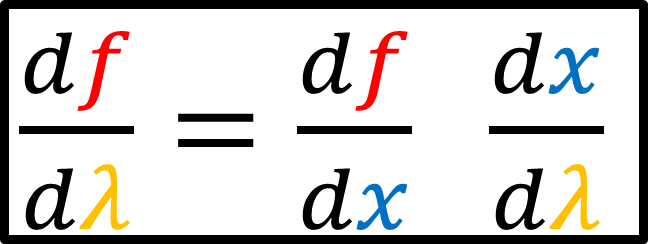 df/dλ = df/dx dx/dλ